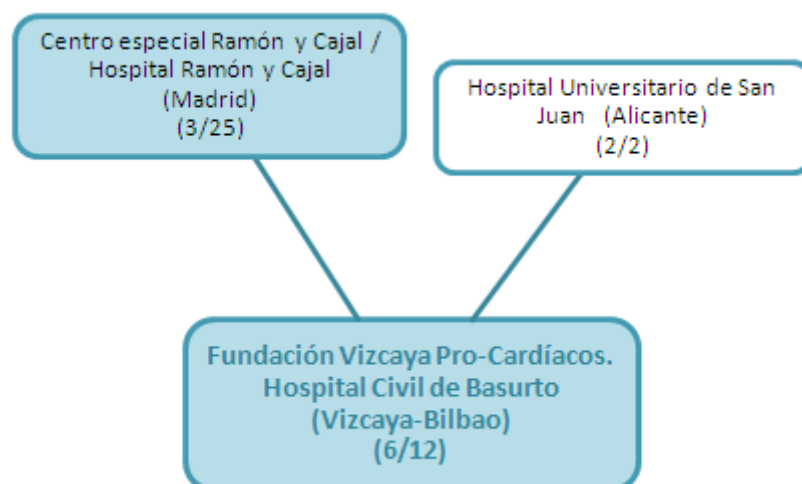 Centro especial Ramón y Cajal /
Hospital Ramón y Cajal
(Madrid)
(3/25)
Hospital Universitario de San
Juan (Alicante)
(2/2)
Fundación Vizcaya Pro-Cardíacos.
Hospital Civil de Basurto
(Vizcaya-Bilbao)
(6/12)